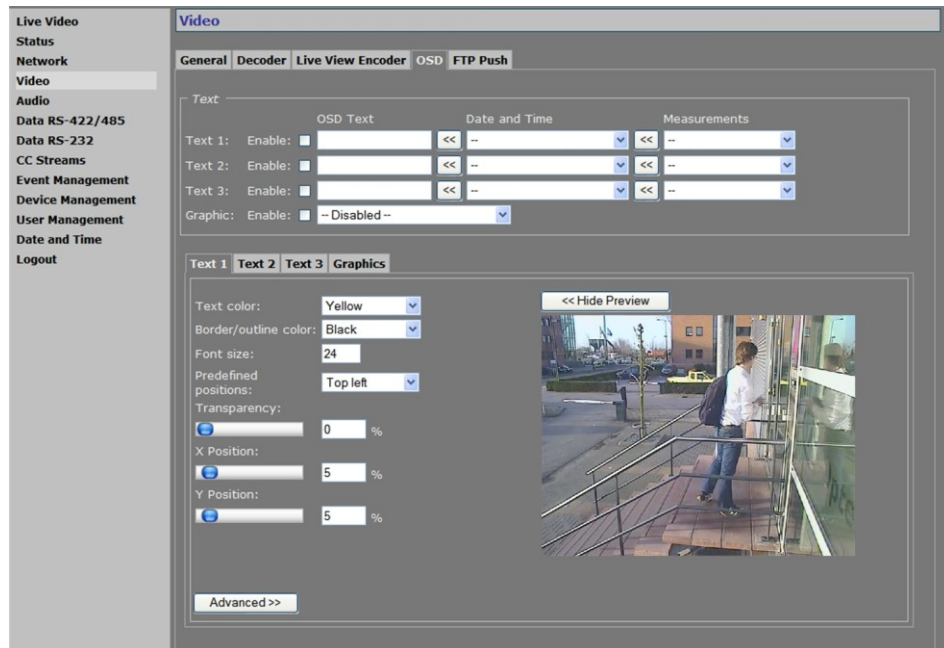 Live Video
Status
Network
Video
Audio
Data RS-422/485
Data RS-232
CC Streams
Event Management
Device Management
User Management
Date and Time
Logout
Video
General Decoder Live View Encoder OSD FTP Push
Text
OSD Text Date and Time Measurements
Text 1: Enable: << -- << --
Text 2: Enable: << -- << --
Text 3: Enable: << -- << --
Graphic: Enable: -- Disabled --
Text 1 Text 2 Text 3 Graphics
<< Hide Preview
Text color: Yellow
Border/outline color: Black
Font size: 24
Predefined positions: Top left
Transparency:
0 %
X Position:
5 %
Y Position:
5 %
Advanced >>